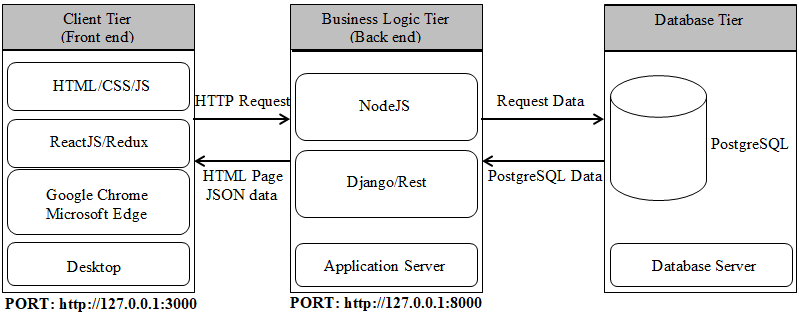 Client Tier
(Front end)
HTML/CSS/JS
ReactJS/Redux
Google Chrome
Microsoft Edge
Desktop
PORT: http://127.0.0.1:3000
HTTP Request
HTML Page
JSON data
Business Logic Tier
(Back end)
NodeJS
Django/Rest
Application Server
PORT: http://127.0.0.1:8000
Request Data
PostgreSQL Data
Database Tier
PostgreSQL
Database Server